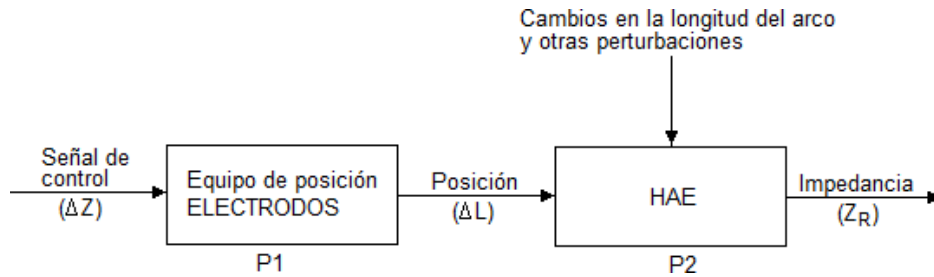 Cambios en la longitud del arco
y otras perturbaciones
Señal de
control
(ΔZ)
Equipo de posición
ELECTRODOS
P1
Posición
(ΔL)
HAE
P2
Impedancia
(Z_R)